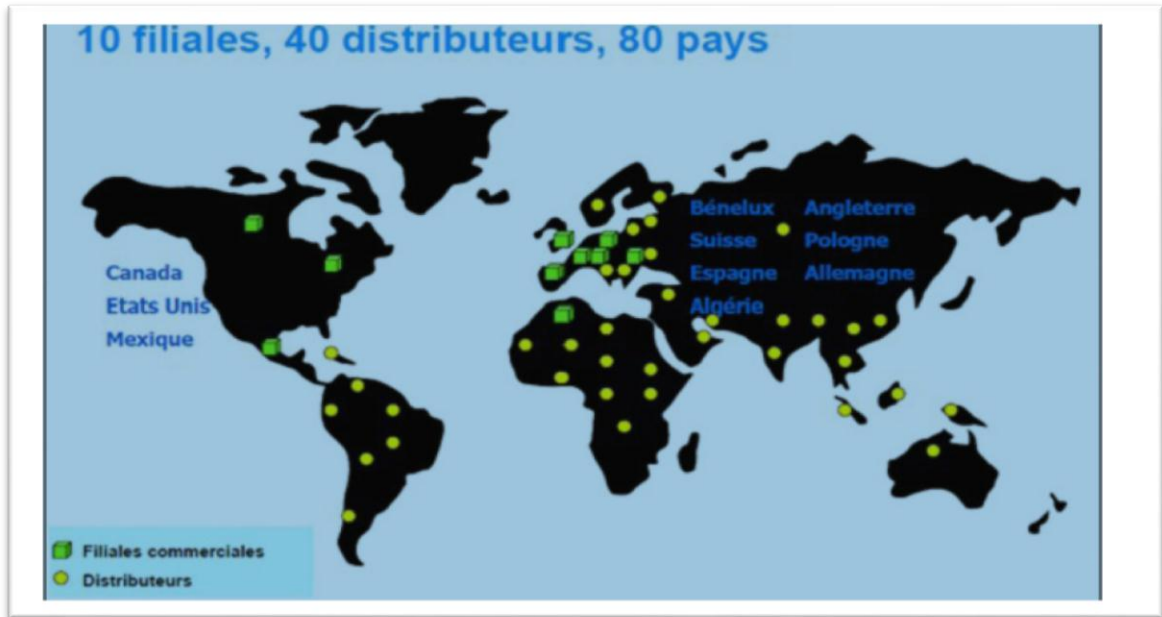 10 filiales, 40 distributeurs, 80 pays
Canada
Etats Unis
Mexique
Bénelux Angleterre
Suisse Pologne
Espagne Allemagne
Algérie
Filiales commerciales
Distributeurs